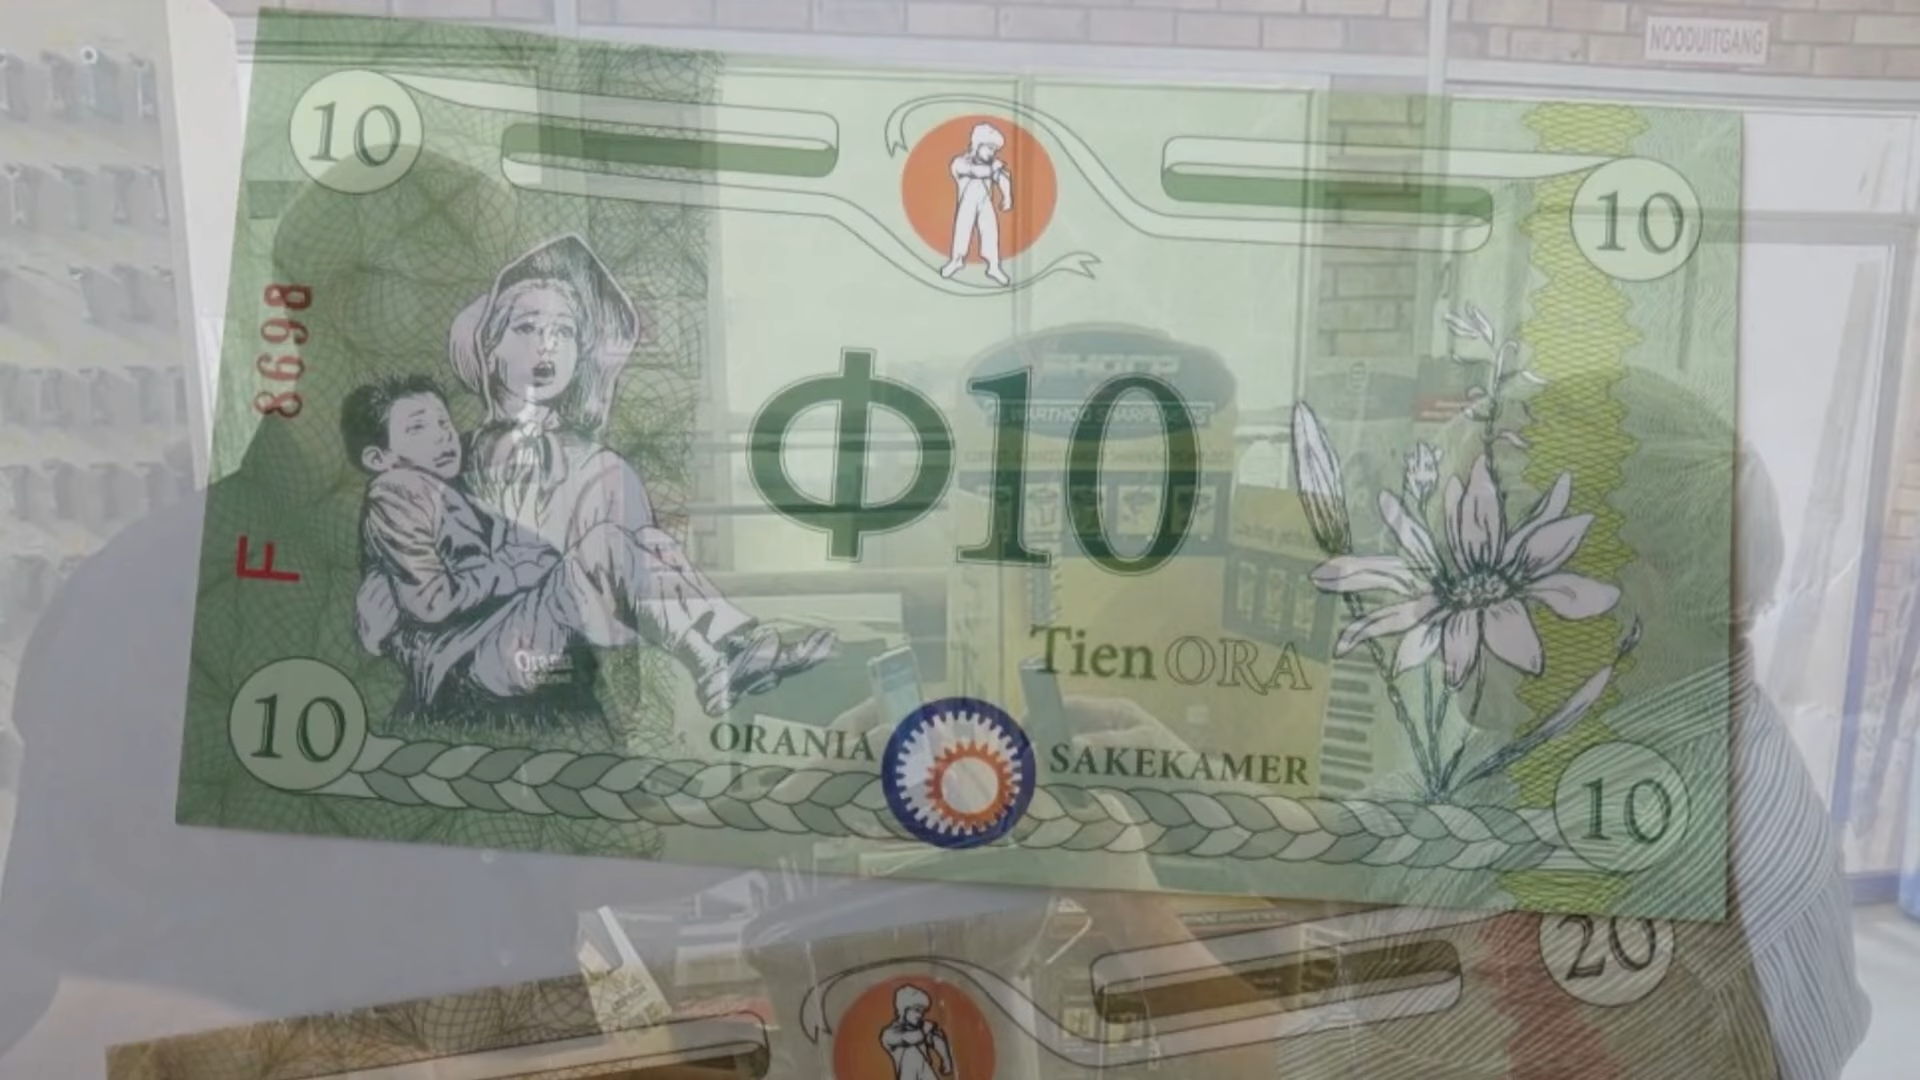 NOODUITGANG
10
10
10
F 8698
Φ10
Tien ORA
ORANIA SAKEKAMER
10
20